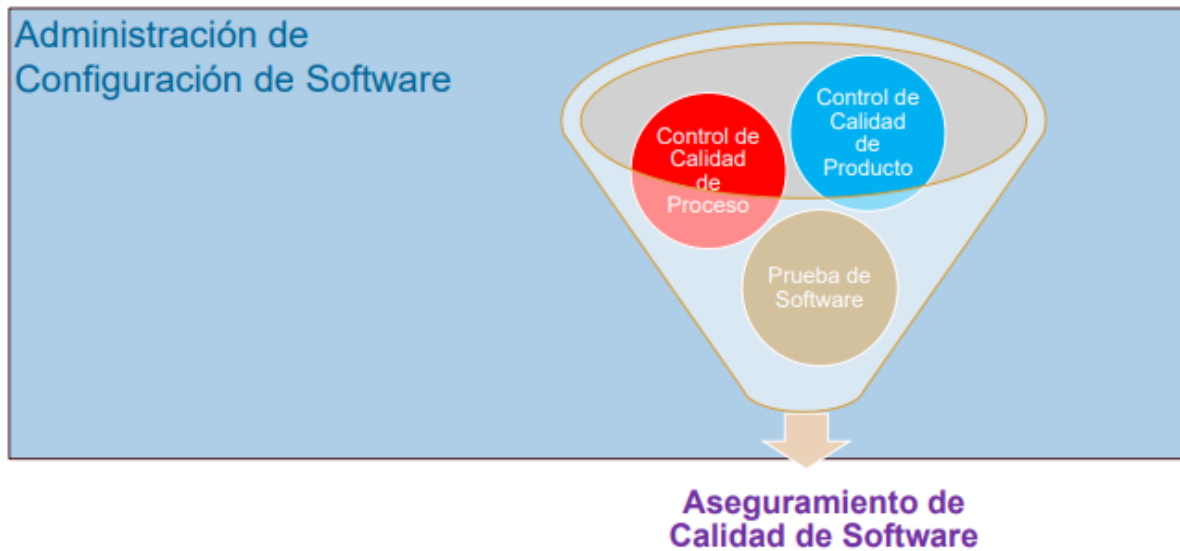 Administración de
Configuración de Software
Control de
Calidad
de
Proceso
Control de
Calidad
de
Producto
Prueba de
Software
Aseguramiento de
Calidad de Software